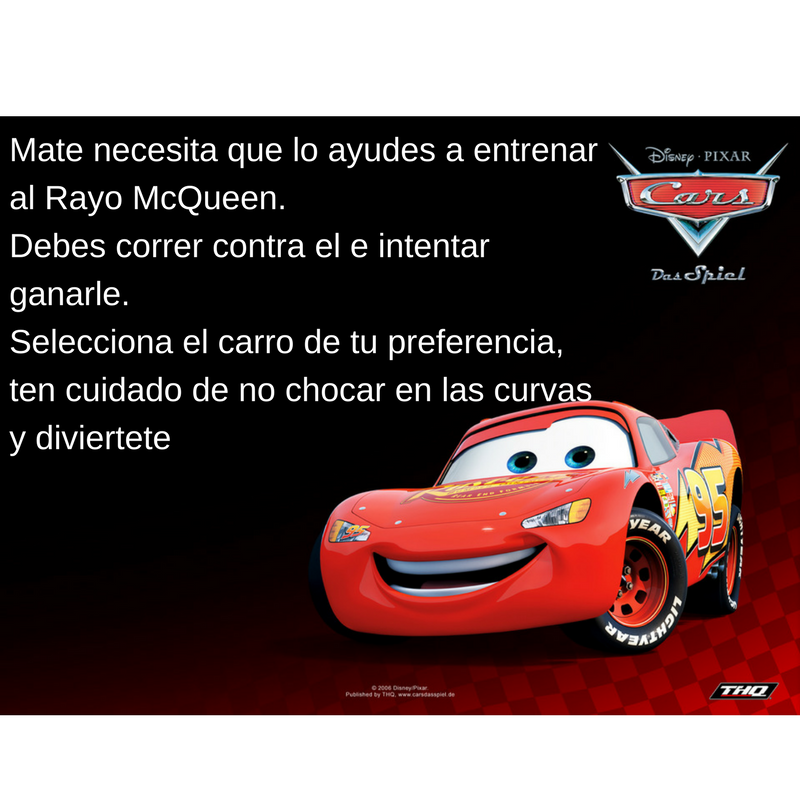 Mate necesita que lo ayudes a entrenar
al Rayo McQueen.
Debes correr contra el e intentar
ganarle.
Selecciona el carro de tu preferencia,
ten cuidado de no chocar en las curvas
y diviertete
Disney · PIXAR
Cars
Das Spiel
95
95
YEAR
LIGHTYEAR
© 2006 Disney/Pixar.
Published by THQ, www.carsdasspiel.de
THQ